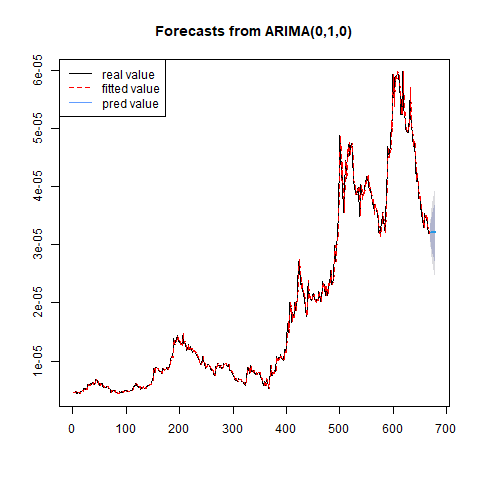 Forecasts from ARIMA(0,1,0)
real value
fitted value
pred value
6e-05
5e-05
4e-05
3e-05
2e-05
1e-05
0 100 200 300 400 500 600 700